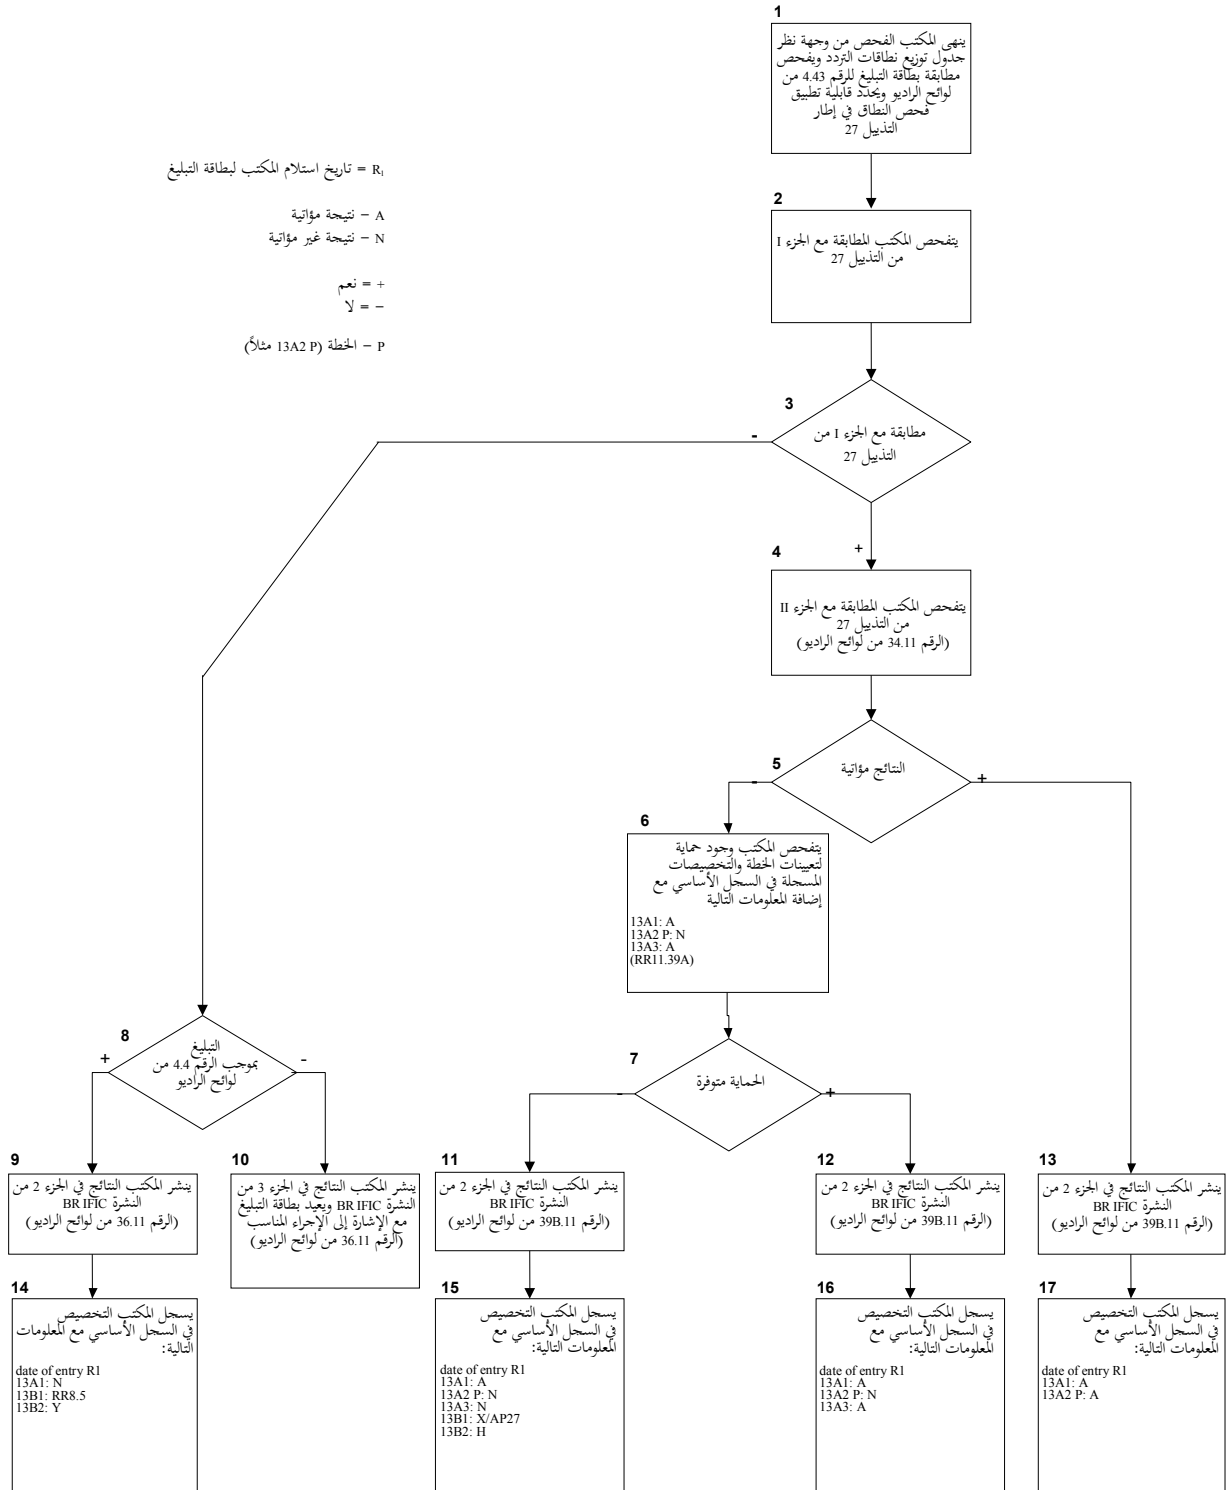 1
ينهى المكتب الفحص من وجهة نظر
جدول توزيع نطاقات التردد ويفحص
مطابقة بطاقة التبليغ للرقم 4.43 من
لوائح الراديو ويحدد قابلية تطبيق
فحص النطاق في إطار
التذييل 27
R₁ = تاريخ استلام المكتب لبطاقة التبليغ
A – نتيجة مؤاتية
N – نتيجة غير مؤاتية
+ = نعم
– = لا
P – الخطة (13A2 P مثلاً)
2
يتفحص المكتب المطابقة مع الجزء I
من التذييل 27
3
مطابقة مع الجزء I من
التذييل 27
-
+
4
يتفحص المكتب المطابقة مع الجزء II
من التذييل 27
(الرقم 34.11 من لوائح الراديو)
5
النتائج مؤاتية
-
+
6
يتفحص المكتب وجود حماية
لتعيينات الخطة والتخصيصات
المسجلة في السجل الأساسي مع
إضافة المعلومات التالية
13A1: A
13A2 P: N
13A3: A
(RR11.39A)
8
التبليغ
بموجب الرقم 4.4 من
لوائح الراديو
+
-
7
الحماية متوفرة
-
+
9
ينشر المكتب النتائج في الجزء 2 من
النشرة BR IFIC
(الرقم 36.11 من لوائح الراديو)
10
ينشر المكتب النتائج في الجزء 3 من
النشرة BR IFIC ويعيد بطاقة التبليغ
مع الإشارة إلى الإجراء المناسب
(الرقم 36.11 من لوائح الراديو)
11
ينشر المكتب النتائج في الجزء 2 من
النشرة BR IFIC
(الرقم 39B.11 من لوائح الراديو)
12
ينشر المكتب النتائج في الجزء 2 من
النشرة BR IFIC
(الرقم 39B.11 من لوائح الراديو)
13
ينشر المكتب النتائج في الجزء 2 من
النشرة BR IFIC
(الرقم 39B.11 من لوائح الراديو)
14
يسجل المكتب التخصيص
في السجل الأساسي مع المعلومات
التالية:
date of entry R1
13A1: N
13B1: RR8.5
13B2: Y
15
يسجل المكتب التخصيص
في السجل الأساسي مع
المعلومات التالية:
date of entry R1
13A1: A
13A2 P: N
13A3: N
13B1: X/AP27
13B2: H
16
يسجل المكتب التخصيص
في السجل الأساسي مع
المعلومات التالية:
date of entry R1
13A1: A
13A2 P: N
13A3: A
17
يسجل المكتب التخصيص
في السجل الأساسي مع
المعلومات التالية:
date of entry R1
13A1: A
13A2 P: A